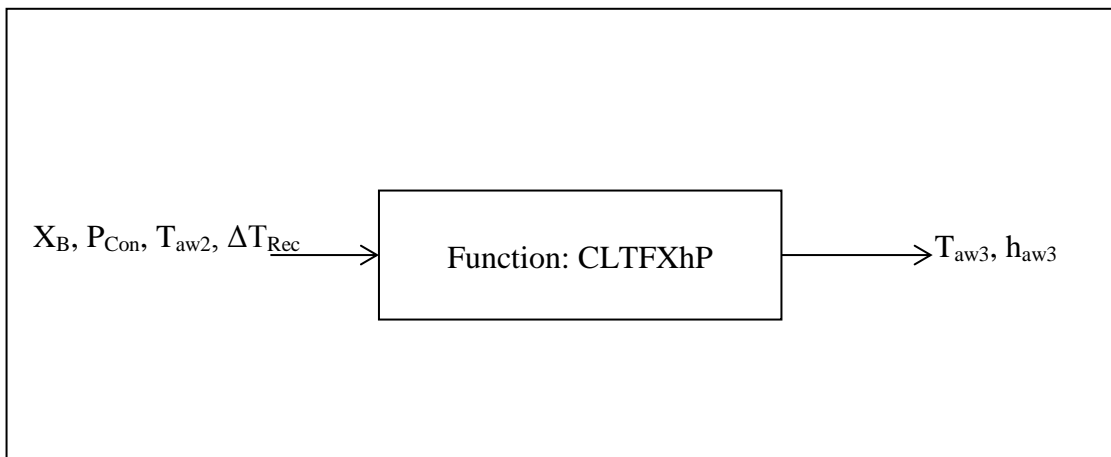 X_B, P_Con, T_aw2, ΔT_Rec
Function: CLTFXhP
T_aw3, h_aw3